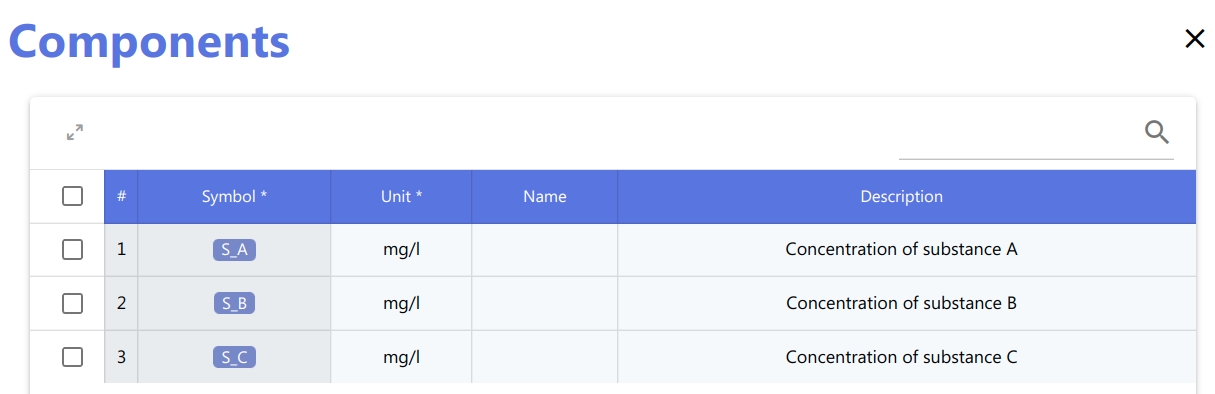 Components
# Symbol * Unit * Name Description
1 S_A mg/l Concentration of substance A
2 S_B mg/l Concentration of substance B
3 S_C mg/l Concentration of substance C